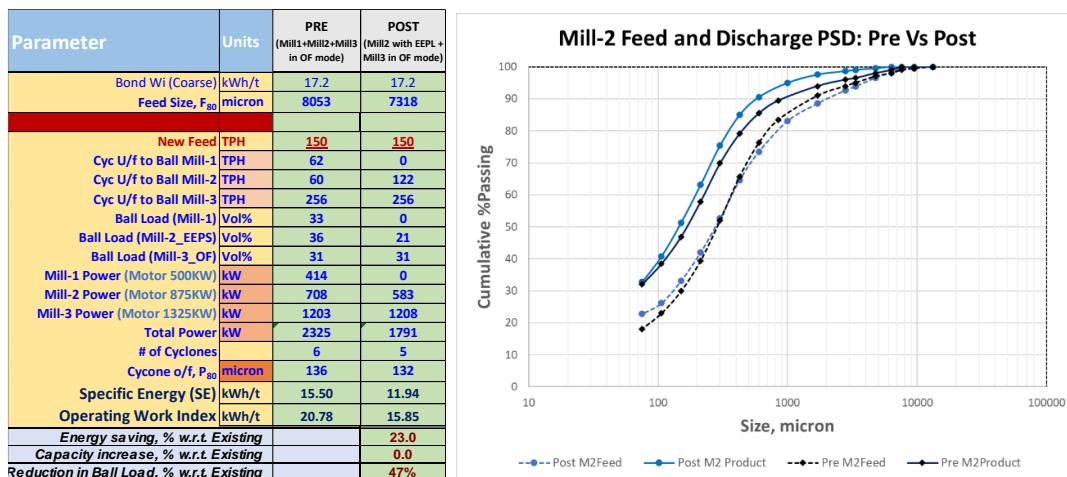 Parameter Units PRE (Mill1+Mill2+Mill3 in OF mode) POST (Mill2 with EEPL + Mill3 in OF mode)
Bond Wi (Coarse) kWh/t 17.2 17.2
Feed Size, F80 micron 8053 7318
New Feed TPH 150 150
Cyc U/f to Ball Mill-1 TPH 62 0
Cyc U/f to Ball Mill-2 TPH 60 122
Cyc U/f to Ball Mill-3 TPH 256 256
Ball Load (Mill-1) Vol% 33 0
Ball Load (Mill-2_EEPS) Vol% 36 21
Ball Load (Mill-3_OF) Vol% 31 31
Mill-1 Power (Motor 500KW) kW 414 0
Mill-2 Power (Motor 875KW) kW 708 583
Mill-3 Power (Motor 1325KW) kW 1203 1208
Total Power kW 2325 1791
# of Cyclones 6 5
Cycone o/f, P80 micron 136 132
Specific Energy (SE) kWh/t 15.50 11.94
Operating Work Index kWh/t 20.78 15.85
Energy saving, % w.r.t. Existing 23.0
Capacity increase, % w.r.t. Existing 0.0
Reduction in Ball Load, % w.r.t. Existing 47%
Mill-2 Feed and Discharge PSD: Pre Vs Post
Cumulative %Passing
100
90
80
70
60
50
40
30
20
10
0
10 100 1000 10000 100000
Size, micron
Post M2Feed Post M2 Product Pre M2Feed Pre M2Product